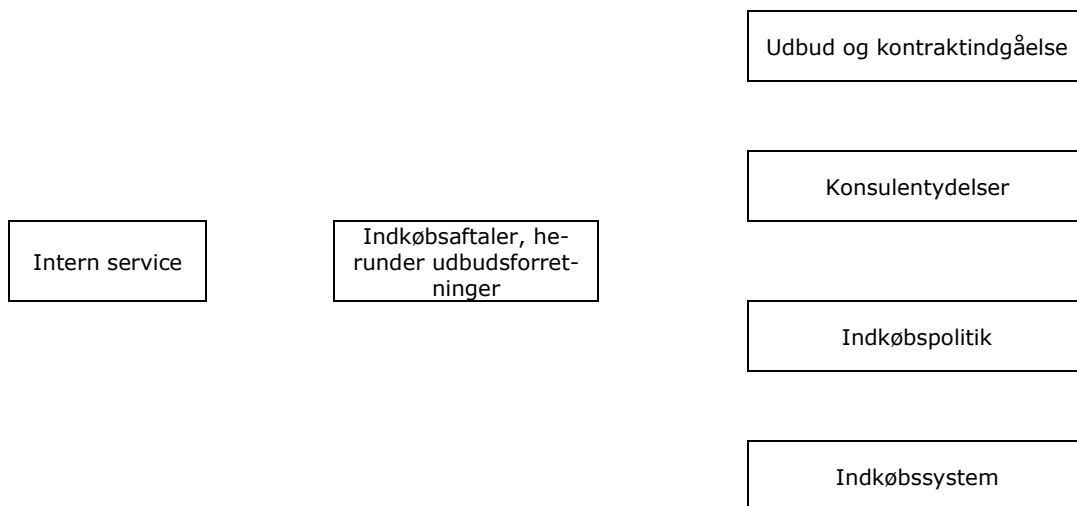 Udbud og kontraktindgåelse
Konsulentydelser
Intern service
Indkøbsaftaler, he-
runder udbudsforret-
ninger
Indkøbspolitik
Indkøbssystem